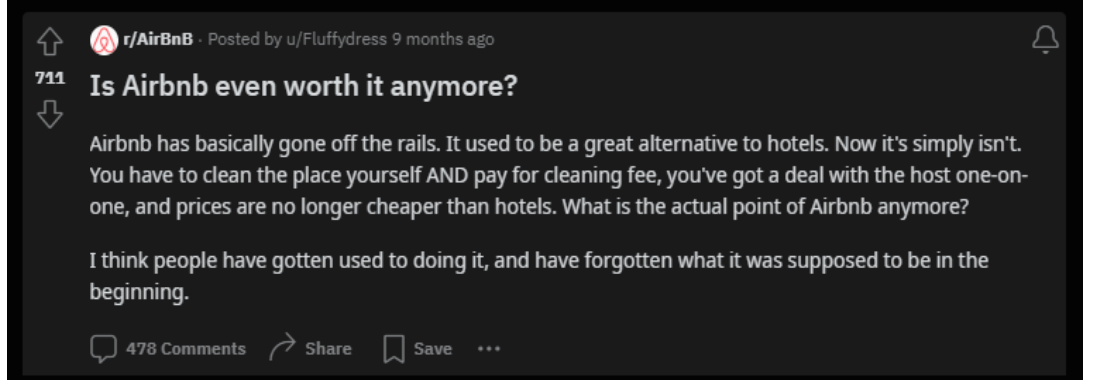 r/AirBnB · Posted by u/Fluffydress 9 months ago
711
Is Airbnb even worth it anymore?
Airbnb has basically gone off the rails. It used to be a great alternative to hotels. Now it's simply isn't.
You have to clean the place yourself AND pay for cleaning fee, you've got a deal with the host one-on-
one, and prices are no longer cheaper than hotels. What is the actual point of Airbnb anymore?
I think people have gotten used to doing it, and have forgotten what it was supposed to be in the
beginning.
478 Comments Share Save ···